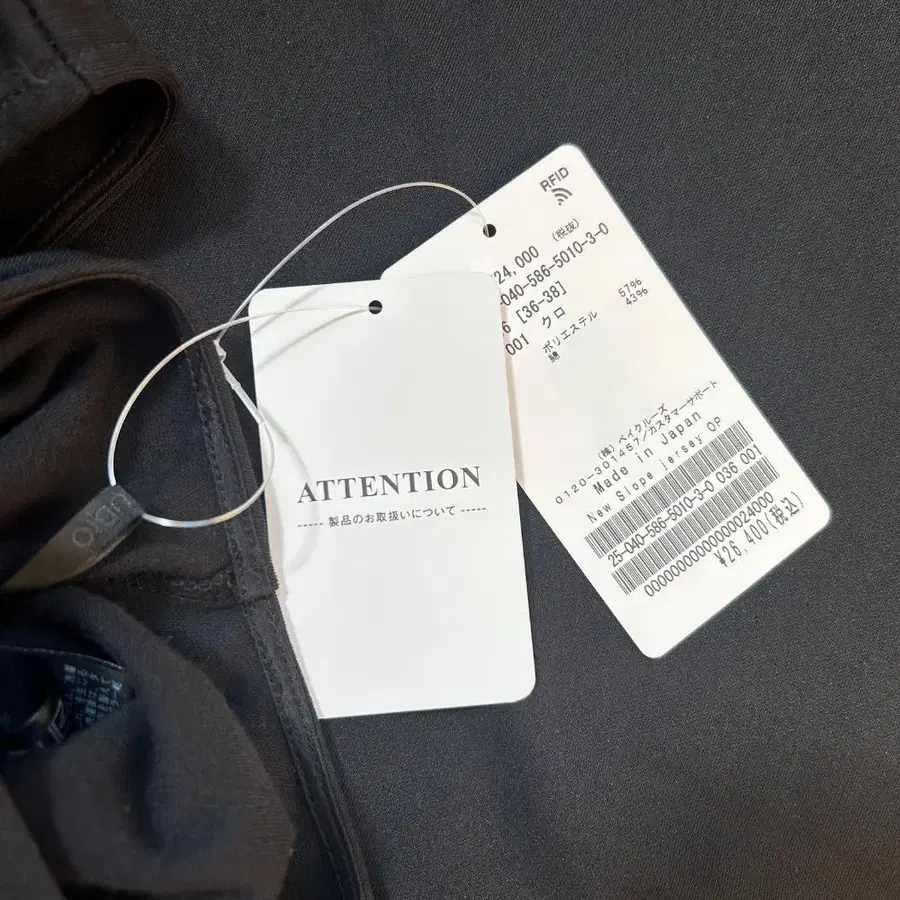 RFID
24,000 (税抜)
-040-586-5010-3-0
6 [36-38]
001 クロ
ポリエステル 57%
綿 43%
(株) ベイクルーズ
0120-301457/カスタマーサポート
Made in Japan
New Slope jersey OP
25-040-586-5010-3-0 036 001
0000000000000024000
¥26,400(税込)
ATTENTION
----- 製品のお取扱いについて -----